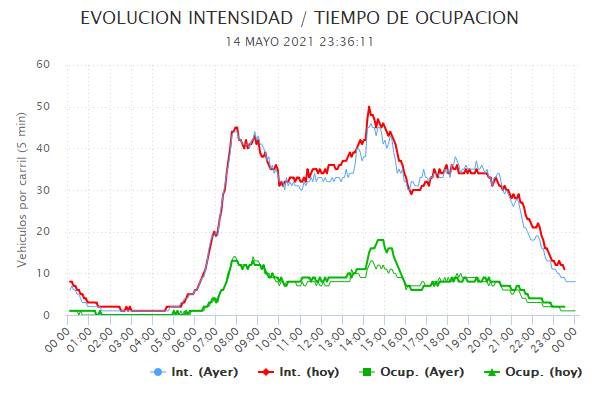 EVOLUCION INTENSIDAD / TIEMPO DE OCUPACION
14 MAYO 2021 23:36:11
Vehiculos por carril (5 min)
60
50
40
30
20
10
0
00:00 01:00 02:00 03:00 04:00 05:00 06:00 07:00 08:00 09:00 10:00 11:00 12:00 13:00 14:00 15:00 16:00 17:00 18:00 19:00 20:00 21:00 22:00 23:00 00:00
Int. (Ayer) Int. (hoy) Ocup. (Ayer) Ocup. (hoy)